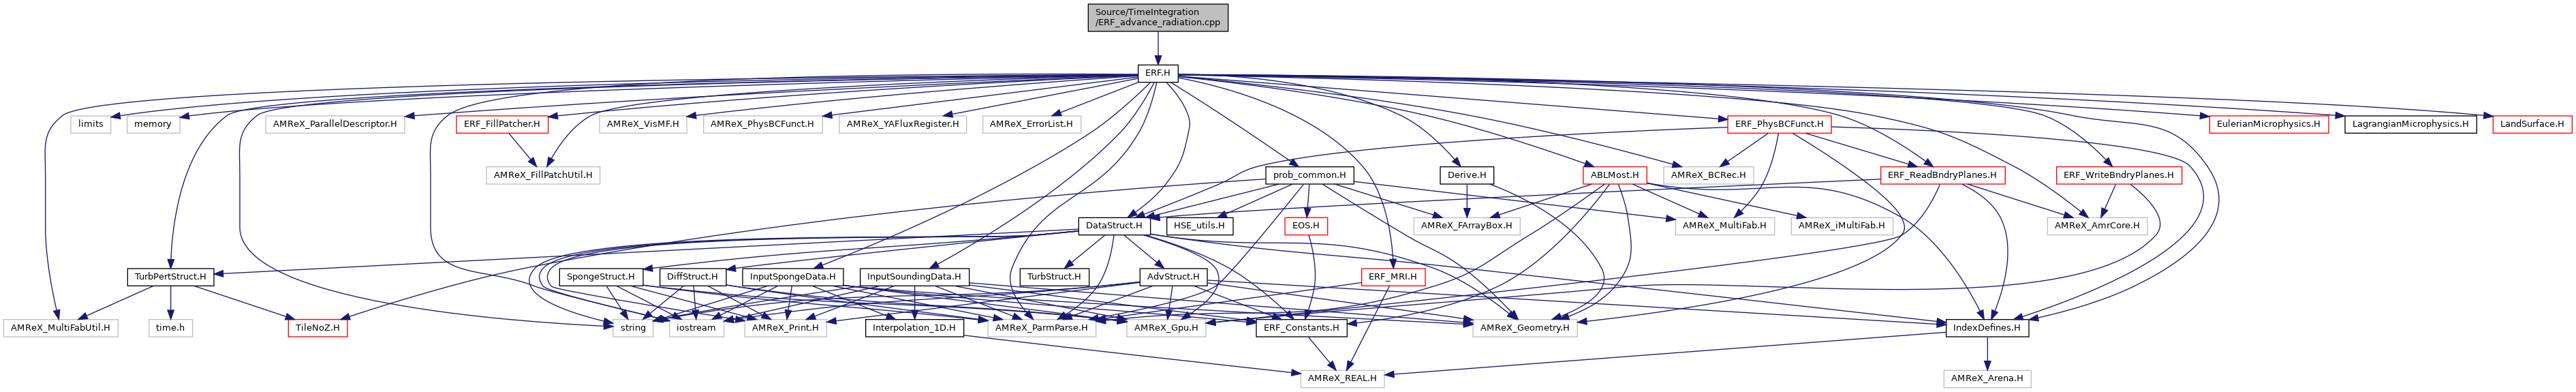 Source/TimeIntegration
/ERF_advance_radiation.cpp
ERF.H
limits
memory
AMReX_ParallelDescriptor.H
ERF_FillPatcher.H
AMReX_VisMF.H
AMReX_PhysBCFunct.H
AMReX_YAFluxRegister.H
AMReX_ErrorList.H
ERF_PhysBCFunct.H
EulerianMicrophysics.H
LagrangianMicrophysics.H
LandSurface.H
AMReX_FillPatchUtil.H
prob_common.H
Derive.H
ABLMost.H
AMReX_BCRec.H
ERF_ReadBndryPlanes.H
ERF_WriteBndryPlanes.H
DataStruct.H
HSE_utils.H
EOS.H
AMReX_FArrayBox.H
AMReX_MultiFab.H
AMReX_iMultiFab.H
AMReX_AmrCore.H
TurbPertStruct.H
SpongeStruct.H
DiffStruct.H
InputSpongeData.H
InputSoundingData.H
TurbStruct.H
AdvStruct.H
ERF_MRI.H
AMReX_MultiFabUtil.H
time.h
TileNoZ.H
string
iostream
AMReX_Print.H
Interpolation_1D.H
AMReX_ParmParse.H
AMReX_Gpu.H
ERF_Constants.H
AMReX_Geometry.H
IndexDefines.H
AMReX_REAL.H
AMReX_Arena.H